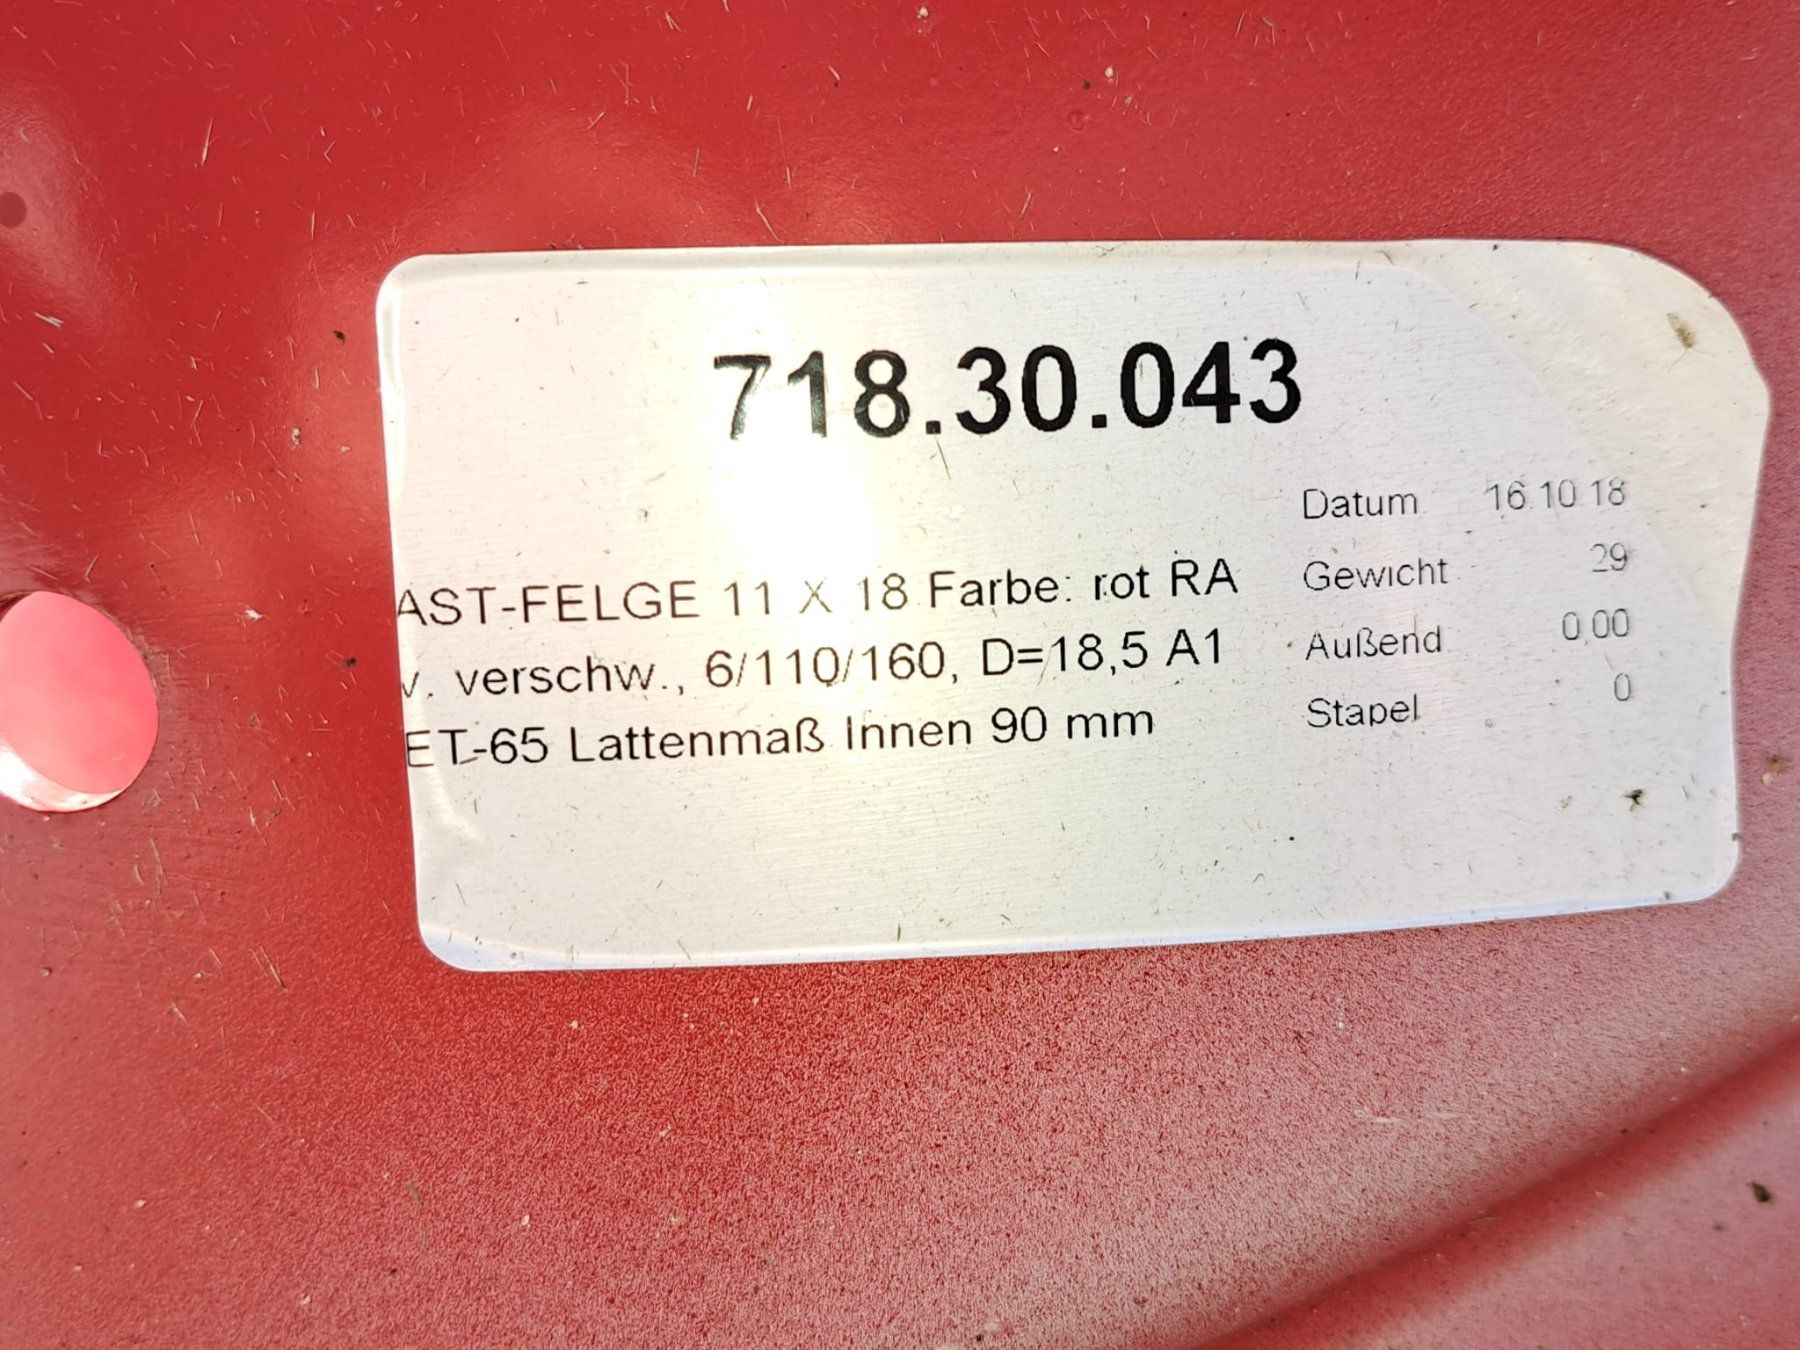 718.30.043
Datum 16.10.18
AST-FELGE 11 X 18 Farbe: rot RA
Gewicht 29
v. verschw., 6/110/160, D=18,5 A1
Außend 0,00
ET-65 Lattenmaß Innen 90 mm
Stapel 0